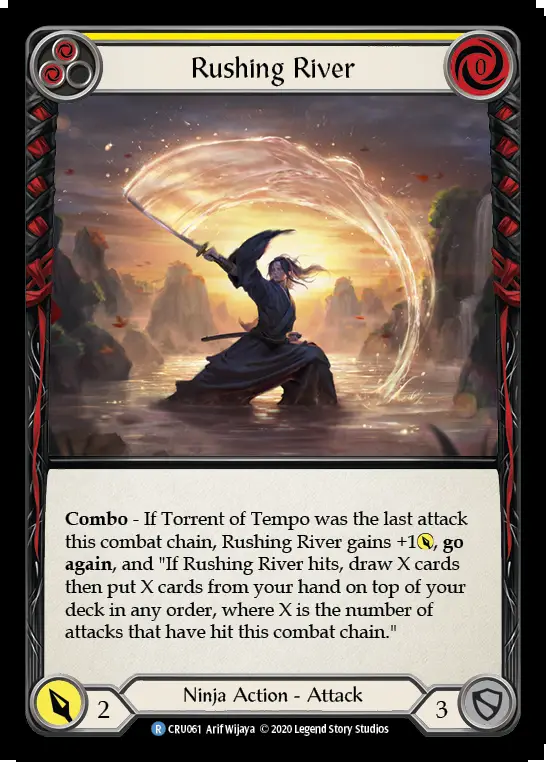 Rushing River
0
Combo - If Torrent of Tempo was the last attack
this combat chain, Rushing River gains +1, go
again, and "If Rushing River hits, draw X cards
then put X cards from your hand on top of your
deck in any order, where X is the number of
attacks that have hit this combat chain."
2
Ninja Action - Attack
3
R CRU061 Arif Wijaya © 2020 Legend Story Studios